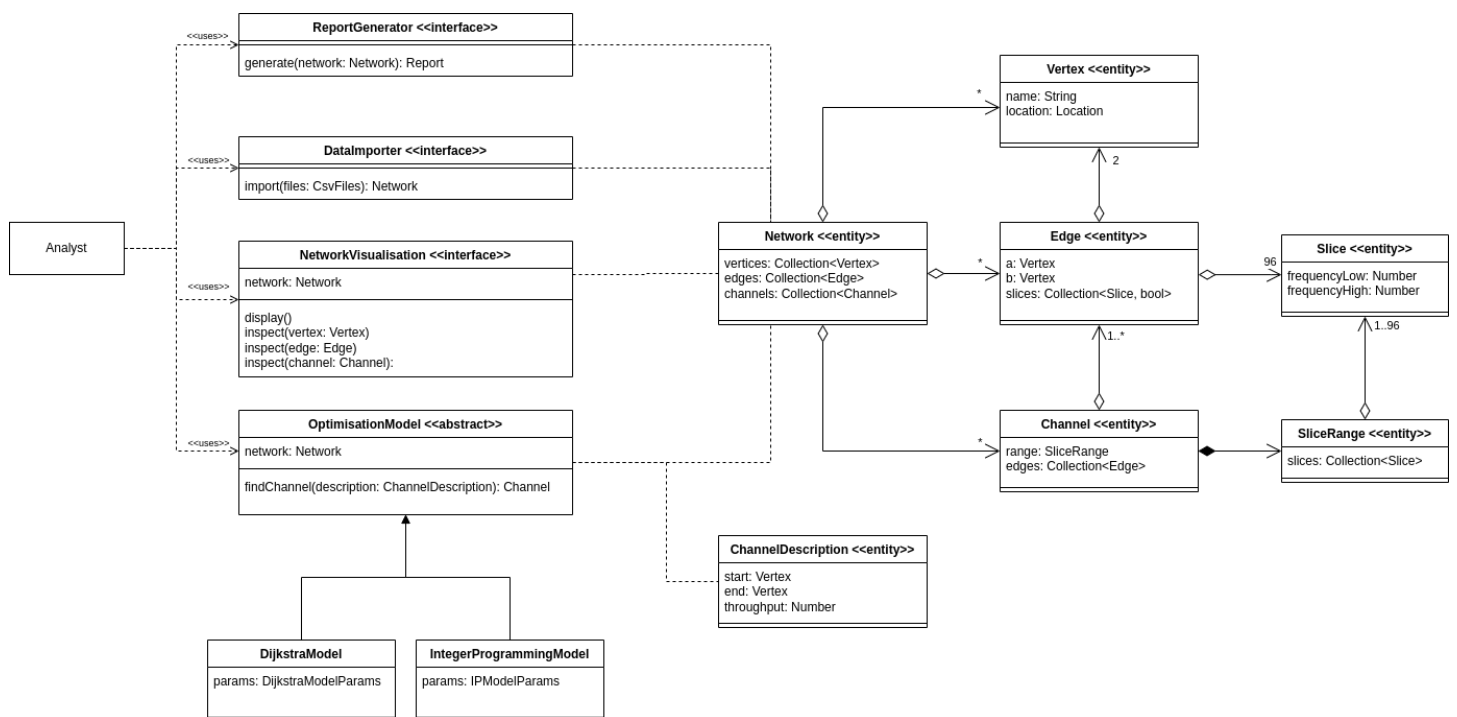 ReportGenerator <<interface>>
<<uses>>
generate(network: Network): Report
Vertex <<entity>>
*
name: String
location: Location
DataImporter <<interface>>
<<uses>>
import(files: CsvFiles): Network
2
Analyst
NetworkVisualisation <<interface>>
<<uses>>
network: Network
display()
inspect(vertex: Vertex)
inspect(edge: Edge)
inspect(channel: Channel):
Network <<entity>>
vertices: Collection<Vertex>
edges: Collection<Edge>
channels: Collection<Channel>
*
Edge <<entity>>
a: Vertex
b: Vertex
slices: Collection<Slice, bool>
96
Slice <<entity>>
frequencyLow: Number
frequencyHigh: Number
1..*
1..96
OptimisationModel <<abstract>>
<<uses>>
network: Network
findChannel(description: ChannelDescription): Channel
*
Channel <<entity>>
range: SliceRange
edges: Collection<Edge>
SliceRange <<entity>>
slices: Collection<Slice>
ChannelDescription <<entity>>
start: Vertex
end: Vertex
throughput: Number
DijkstraModel
params: DijkstraModelParams
IntegerProgrammingModel
params: IPModelParams